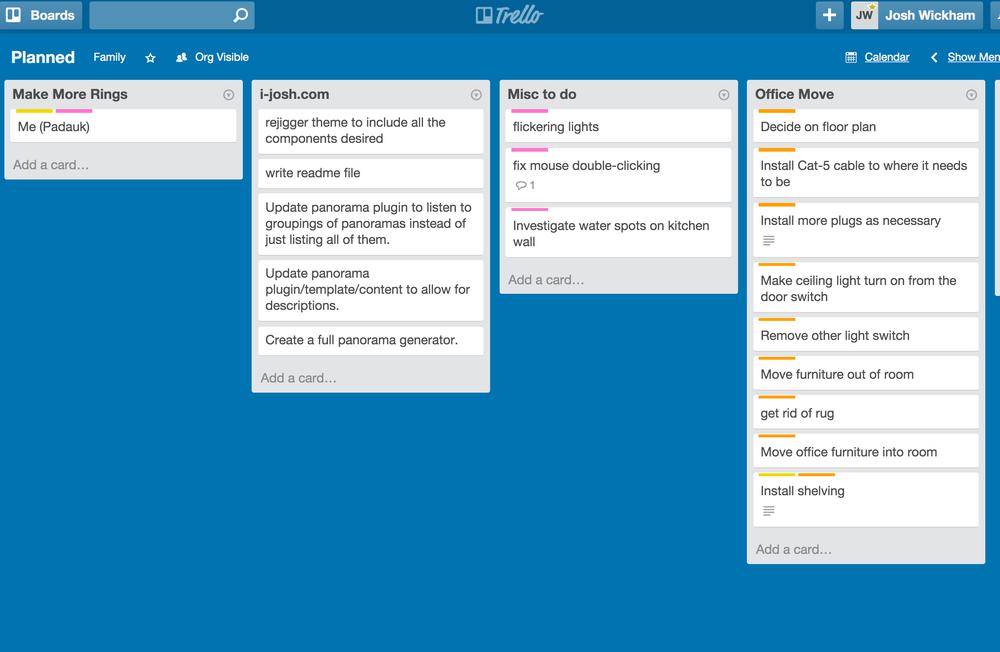 Boards
Trello
JW
Josh Wickham
Planned
Family
Org Visible
Calendar
Show Men
Make More Rings
Me (Padauk)
Add a card…
i-josh.com
rejigger theme to include all the
components desired
write readme file
Update panorama plugin to listen to
groupings of panoramas instead of
just listing all of them.
Update panorama
plugin/template/content to allow for
descriptions.
Create a full panorama generator.
Add a card…
Misc to do
flickering lights
fix mouse double-clicking
1
Investigate water spots on kitchen
wall
Add a card…
Office Move
Decide on floor plan
Install Cat-5 cable to where it needs
to be
Install more plugs as necessary
Make ceiling light turn on from the
door switch
Remove other light switch
Move furniture out of room
get rid of rug
Move office furniture into room
Install shelving
Add a card…